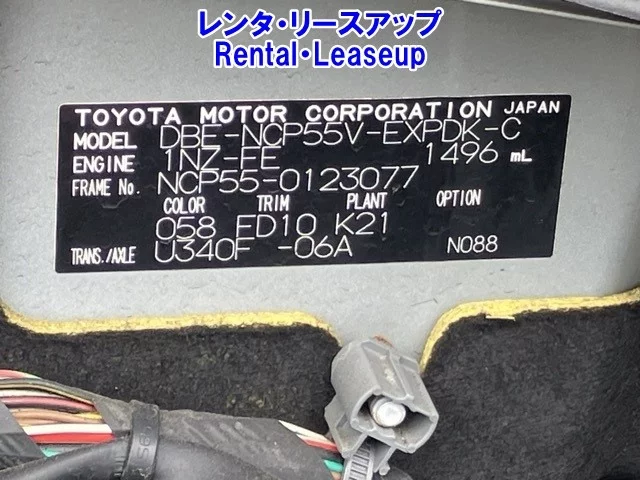 レンタ・リースアップ
Rental・Leaseup
TOYOTA MOTOR CORPORATION JAPAN
MODEL DBE-NCP55V-EXPDK-C
ENGINE 1NZ-FE 1496 mL
FRAME No. NCP55-0123077
COLOR TRIM PLANT OPTION
058 FD10 K21
TRANS./AXLE U340F -06A N088